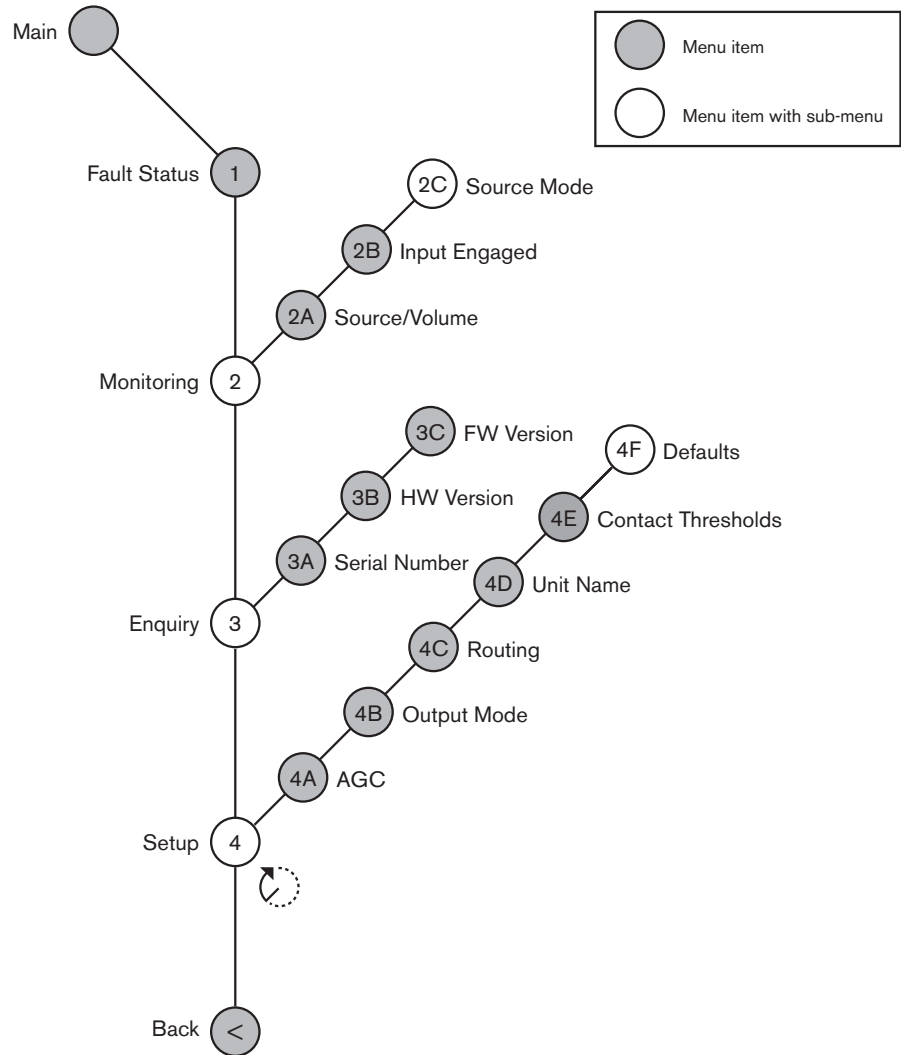 Main
Menu item
Menu item with sub-menu
Fault Status 1
2C Source Mode
2B Input Engaged
2A Source/Volume
Monitoring 2
3C FW Version
3B HW Version
3A Serial Number
Enquiry 3
4F Defaults
4E Contact Thresholds
4D Unit Name
4C Routing
4B Output Mode
4A AGC
Setup 4
Back <